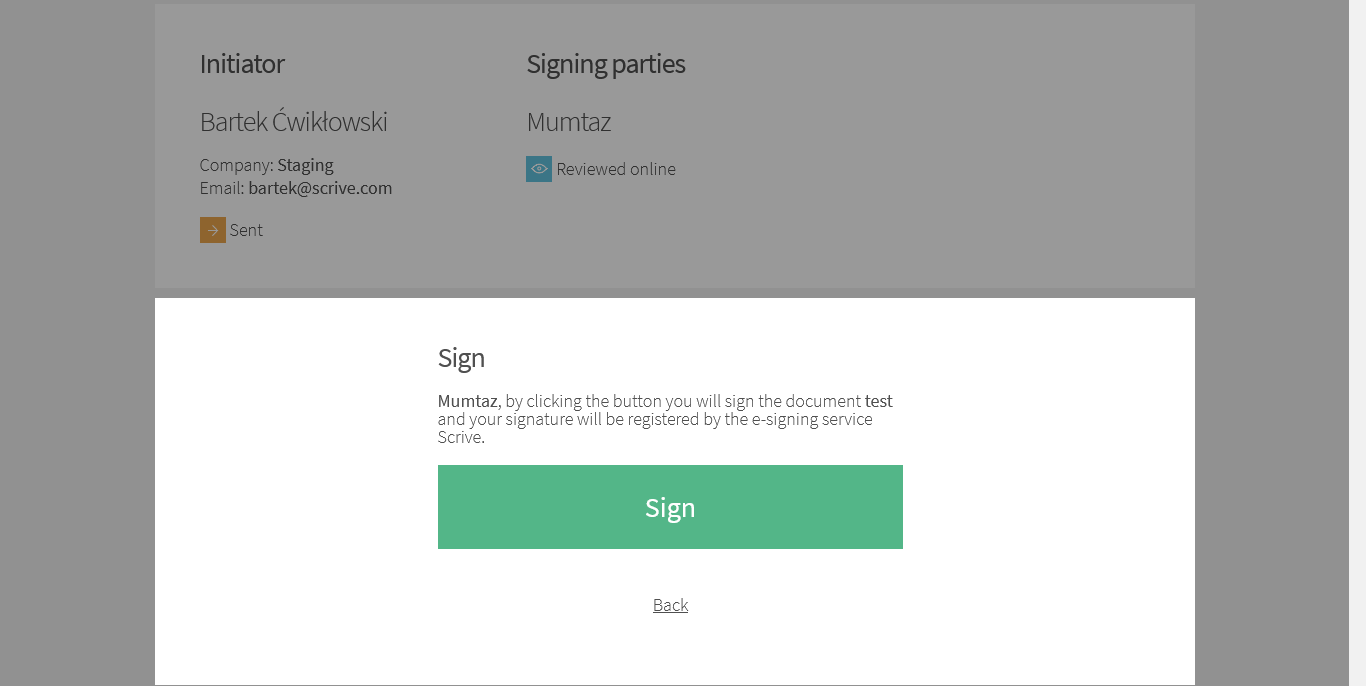 Initiator
Bartek Ćwikłowski
Company: Staging
Email: bartek@scrive.com
Sent
Signing parties
Mumtaz
Reviewed online
Sign
Mumtaz, by clicking the button you will sign the document test
and your signature will be registered by the e-signing service
Scrive.
Sign
Back